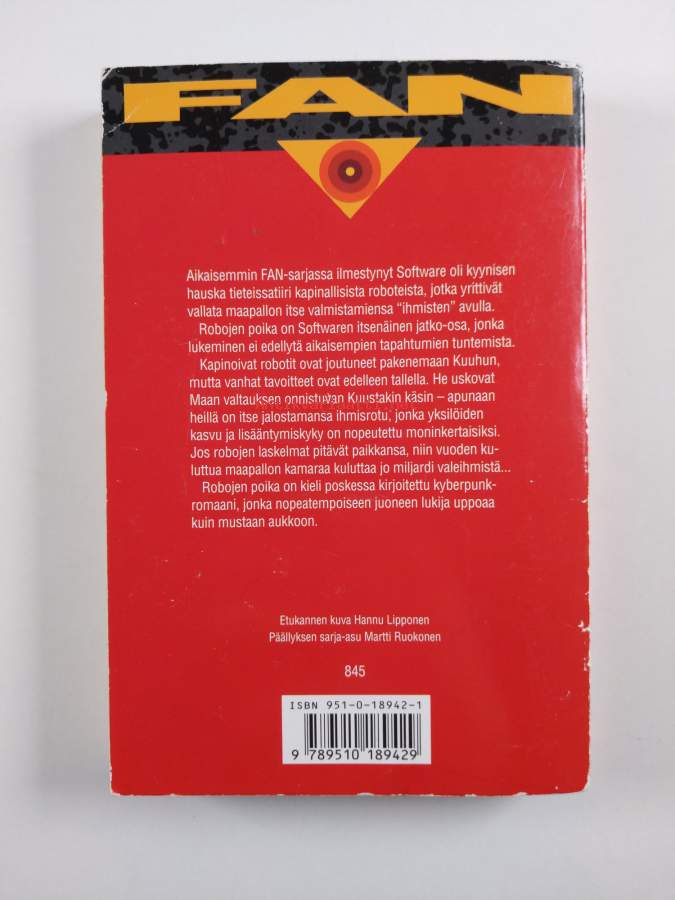 FAN
Aikaisemmin FAN-sarjassa ilmestynyt Software oli kyynisen
hauska tieteissatiiri kapinallisista roboteista, jotka yrittivät
vallata maapallon itse valmistamiensa “ihmisten” avulla.
Robojen poika on Softwaren itsenäinen jatko-osa, jonka
lukeminen ei edellytä aikaisempien tapahtumien tuntemista.
Kapinoivat robotit ovat joutuneet pakenemaan Kuuhun,
mutta vanhat tavoitteet ovat edelleen tallella. He uskovat
Maan valtauksen onnistuvan Kuustakin käsin – apunaan
heillä on itse jalostamansa ihmisrotu, jonka yksilöiden
kasvu ja lisääntymiskyky on nopeutettu moninkertaisiksi.
Jos robojen laskelmat pitävät paikkansa, niin vuoden ku-
luttua maapallon kamaraa kuluttaa jo miljardi valeihmistä...
Robojen poika on kieli poskessa kirjoitettu kyberpunk-
romaani, jonka nopeatempoiseen juoneen lukija uppoaa
kuin mustaan aukkoon.
Etukannen kuva Hannu Lipponen
Päällyksen sarja-asu Martti Ruokonen
845
ISBN 951-0-18942-1
9 789510 189429